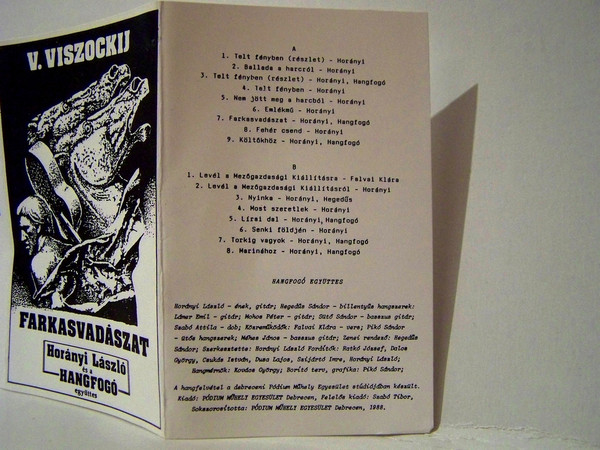 V. VISZOCKIJ
FARKASVADÁSZAT
Horányi László
és a
HANGFOGÓ
együttes
A
1. Telt fényben (részlet) - Horányi
2. Ballada a harcról - Horányi
3. Telt fényben (részlet) - Horányi, Hangfogó
4. Telt fényben - Horányi
5. Nem jött meg a harcból - Horányi
6. Emlékmű - Horányi
7. Farkasvadászat - Horányi, Hangfogó
8. Fehér csend - Horányi
9. Költőkhöz - Horányi, Hangfogó
B
1. Levél a Mezőgazdasági Kiállításra - Falvai Klára
2. Levél a Mezőgazdasági Kiállításról - Horányi
3. Nyinka - Horányi, Hegedűs
4. Most szeretlek - Horányi
5. Lírai dal - Horányi, Hangfogó
6. Senki földjén - Horányi
7. Torkig vagyok - Horányi, Hangfogó
8. Marinához - Horányi, Hangfogó
HANGFOGÓ EGYÜTTES
Horányi László - ének, gitár; Hegedűs Sándor - billentyűs hangszerek;
Lámer Emil - gitár; Mohos Péter - gitár; Sütő Sándor - basszus gitár;
Szabó Attila - dob; Közreműködők: Falvai Klára - vers; Pikó Sándor
- ütős hangszerek; Méhes János - basszus gitár; Zenei rendező: Hegedűs
Sándor; Szerkesztette: Horányi László Fordítók: Ratkó József, Dalos
György, Csukás István, Dusa Lajos, Szijártó Imre, Horányi László;
Hangmérnök: Kovács György; Borító terv, grafika: Pikó Sándor;
A hangfelvétel a debreceni Pódium Műhely Egyesület stúdiójában készült.
Kiadó: PÓDIUM MŰHELY EGYESÜLET Debrecen, Felelős kiadó: Szabó Tibor,
Sokszorosította: PÓDIUM MŰHELY EGYESÜLET Debrecen, 1988.